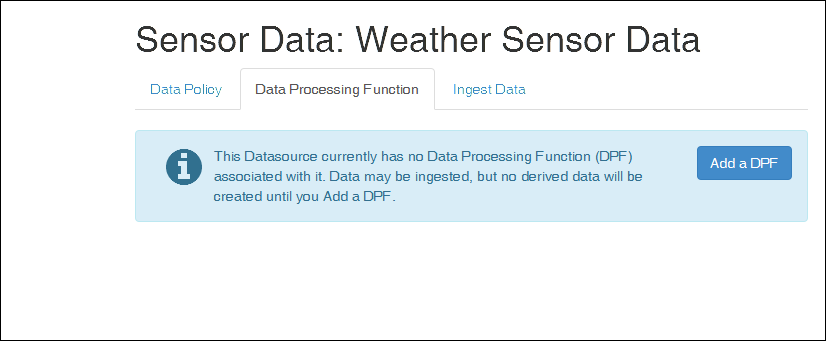 Sensor Data: Weather Sensor Data
Data Policy
Data Processing Function
Ingest Data
This Datasource currently has no Data Processing Function (DPF)
associated with it. Data may be ingested, but no derived data will be
created until you Add a DPF.
Add a DPF